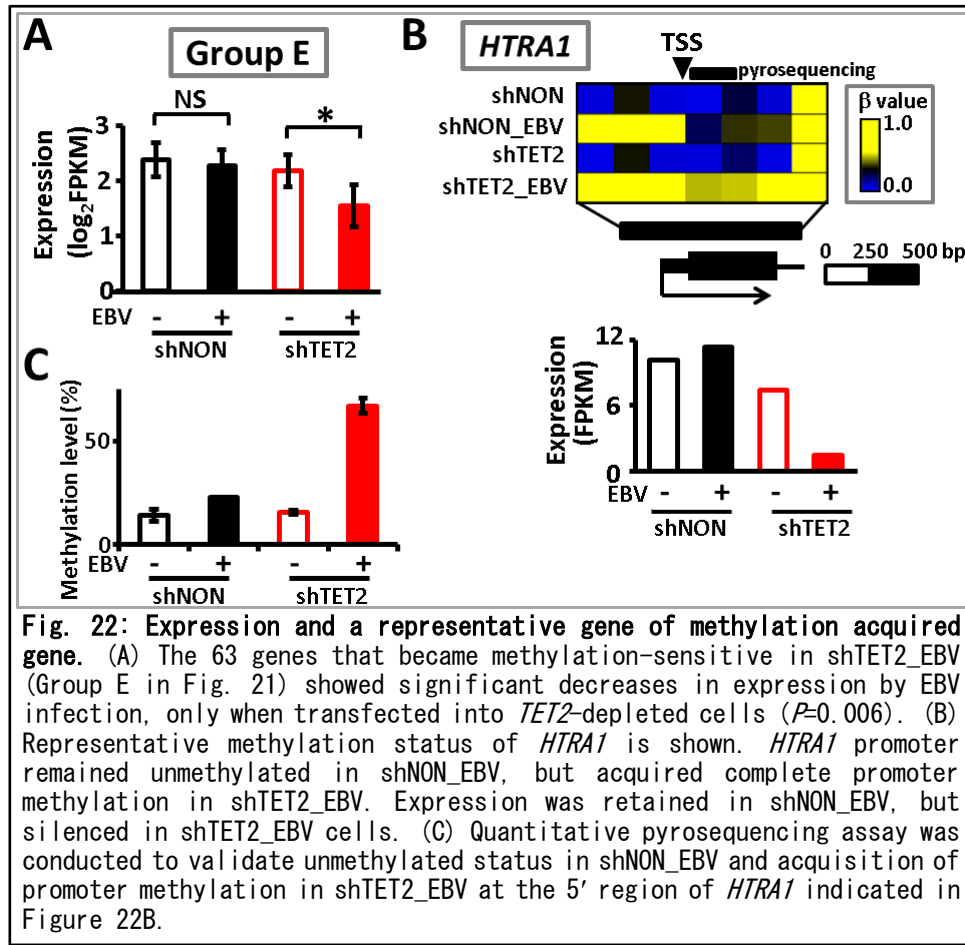 A
Group E
NS
*
3
2
1
0
Expression
(log₂FPKM)
EBV - + - +
shNON shTET2
B
HTRA1
TSS
pyrosequencing
shNON
shNON_EBV
shTET2
shTET2_EBV
β value
1.0
0.0
0 250 500 bp
12
6
0
Expression
(FPKM)
EBV - + - +
shNON shTET2
C
Methylation level (%)
50
0
EBV - + - +
shNON shTET2
Fig. 22: Expression and a representative gene of methylation acquired
gene. (A) The 63 genes that became methylation-sensitive in shTET2_EBV
(Group E in Fig. 21) showed significant decreases in expression by EBV
infection, only when transfected into TET2-depleted cells (P=0.006). (B)
Representative methylation status of HTRA1 is shown. HTRA1 promoter
remained unmethylated in shNON_EBV, but acquired complete promoter
methylation in shTET2_EBV. Expression was retained in shNON_EBV, but
silenced in shTET2_EBV cells. (C) Quantitative pyrosequencing assay was
conducted to validate unmethylated status in shNON_EBV and acquisition of
promoter methylation in shTET2_EBV at the 5′ region of HTRA1 indicated in
Figure 22B.